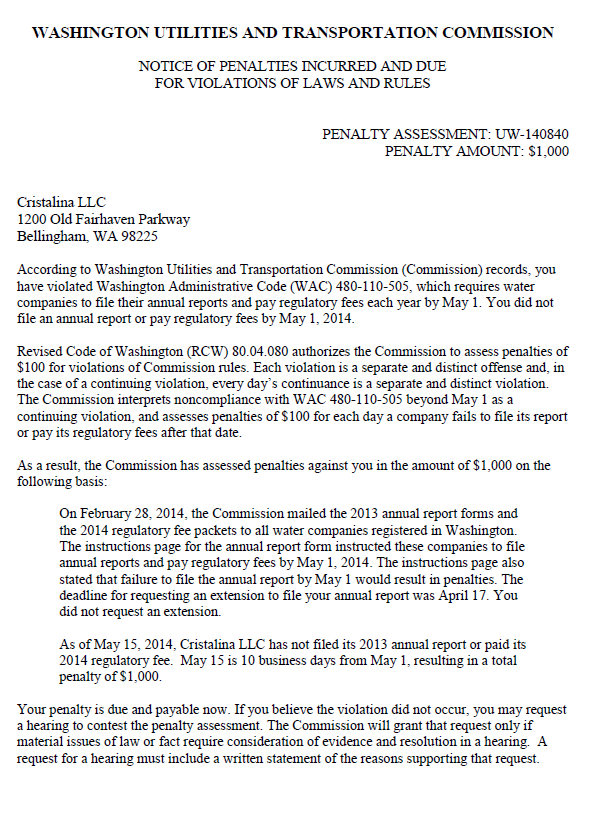 WASHINGTON UTILITIES AND TRANSPORTATION COMMISSION
NOTICE OF PENALTIES INCURRED AND DUE
FOR VIOLATIONS OF LAWS AND RULES
PENALTY ASSESSMENT: UW-140840
PENALTY AMOUNT: $1,000
Cristalina LLC
1200 Old Fairhaven Parkway
Bellingham, WA 98225
According to Washington Utilities and Transportation Commission (Commission) records, you
have violated Washington Administrative Code (WAC) 480-110-505, which requires water
companies to file their annual reports and pay regulatory fees each year by May 1. You did not
file an annual report or pay regulatory fees by May 1, 2014.
Revised Code of Washington (RCW) 80.04.080 authorizes the Commission to assess penalties of
$100 for violations of Commission rules. Each violation is a separate and distinct offense and, in
the case of a continuing violation, every day's continuance is a separate and distinct violation.
The Commission interprets noncompliance with WAC 480-110-505 beyond May 1 as a
continuing violation, and assesses penalties of $100 for each day a company fails to file its report
or pay its regulatory fees after that date.
As a result, the Commission has assessed penalties against you in the amount of $1,000 on the
following basis:
On February 28, 2014, the Commission mailed the 2013 annual report forms and
the 2014 regulatory fee packets to all water companies registered in Washington.
The instructions page for the annual report form instructed these companies to file
annual reports and pay regulatory fees by May 1, 2014. The instructions page also
stated that failure to file the annual report by May 1 would result in penalties. The
deadline for requesting an extension to file your annual report was April 17. You
did not request an extension.
As of May 15, 2014, Cristalina LLC has not filed its 2013 annual report or paid its
2014 regulatory fee.  May 15 is 10 business days from May 1, resulting in a total
penalty of $1,000.
Your penalty is due and payable now. If you believe the violation did not occur, you may request
a hearing to contest the penalty assessment. The Commission will grant that request only if
material issues of law or fact require consideration of evidence and resolution in a hearing.  A
request for a hearing must include a written statement of the reasons supporting that request.